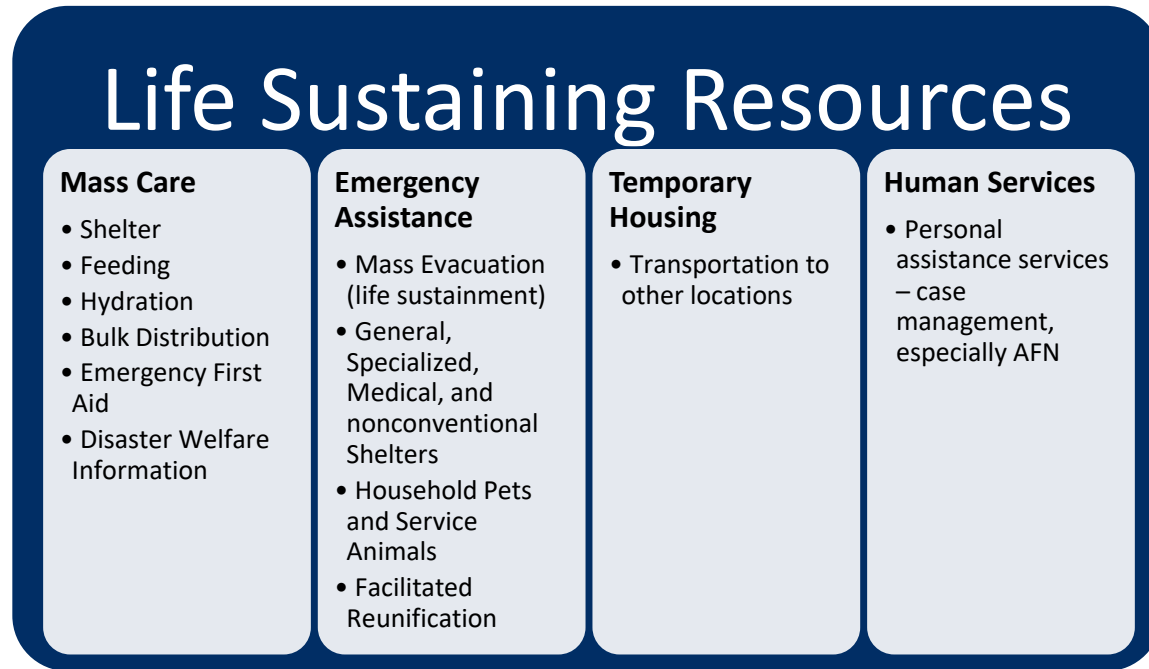 Life Sustaining Resources
Mass Care
• Shelter
• Feeding
• Hydration
• Bulk Distribution
• Emergency First
Aid
• Disaster Welfare
Information
Emergency
Assistance
• Mass Evacuation
(life sustainment)
• General,
Specialized,
Medical, and
nonconventional
Shelters
• Household Pets
and Service
Animals
• Facilitated
Reunification
Temporary
Housing
• Transportation to
other locations
Human Services
• Personal
assistance services
– case
management,
especially AFN